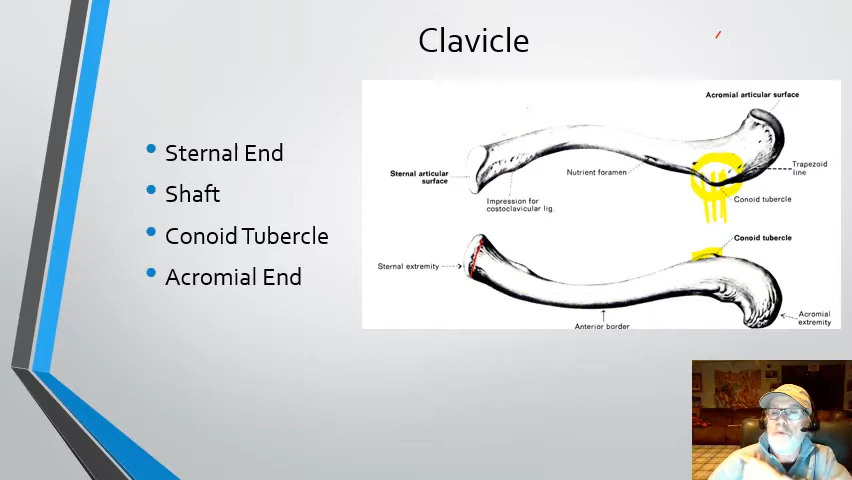 Clavicle
Sternal End
Shaft
Conoid Tubercle
Acromial End
Acromial articular surface
Sternal articular
surface
Nutrient foramen
Trapezoid
line
Impression for
costoclavicular lig.
Conoid tubercle
Conoid tubercle
Sternal extremity
Acromial
extremity
Anterior border